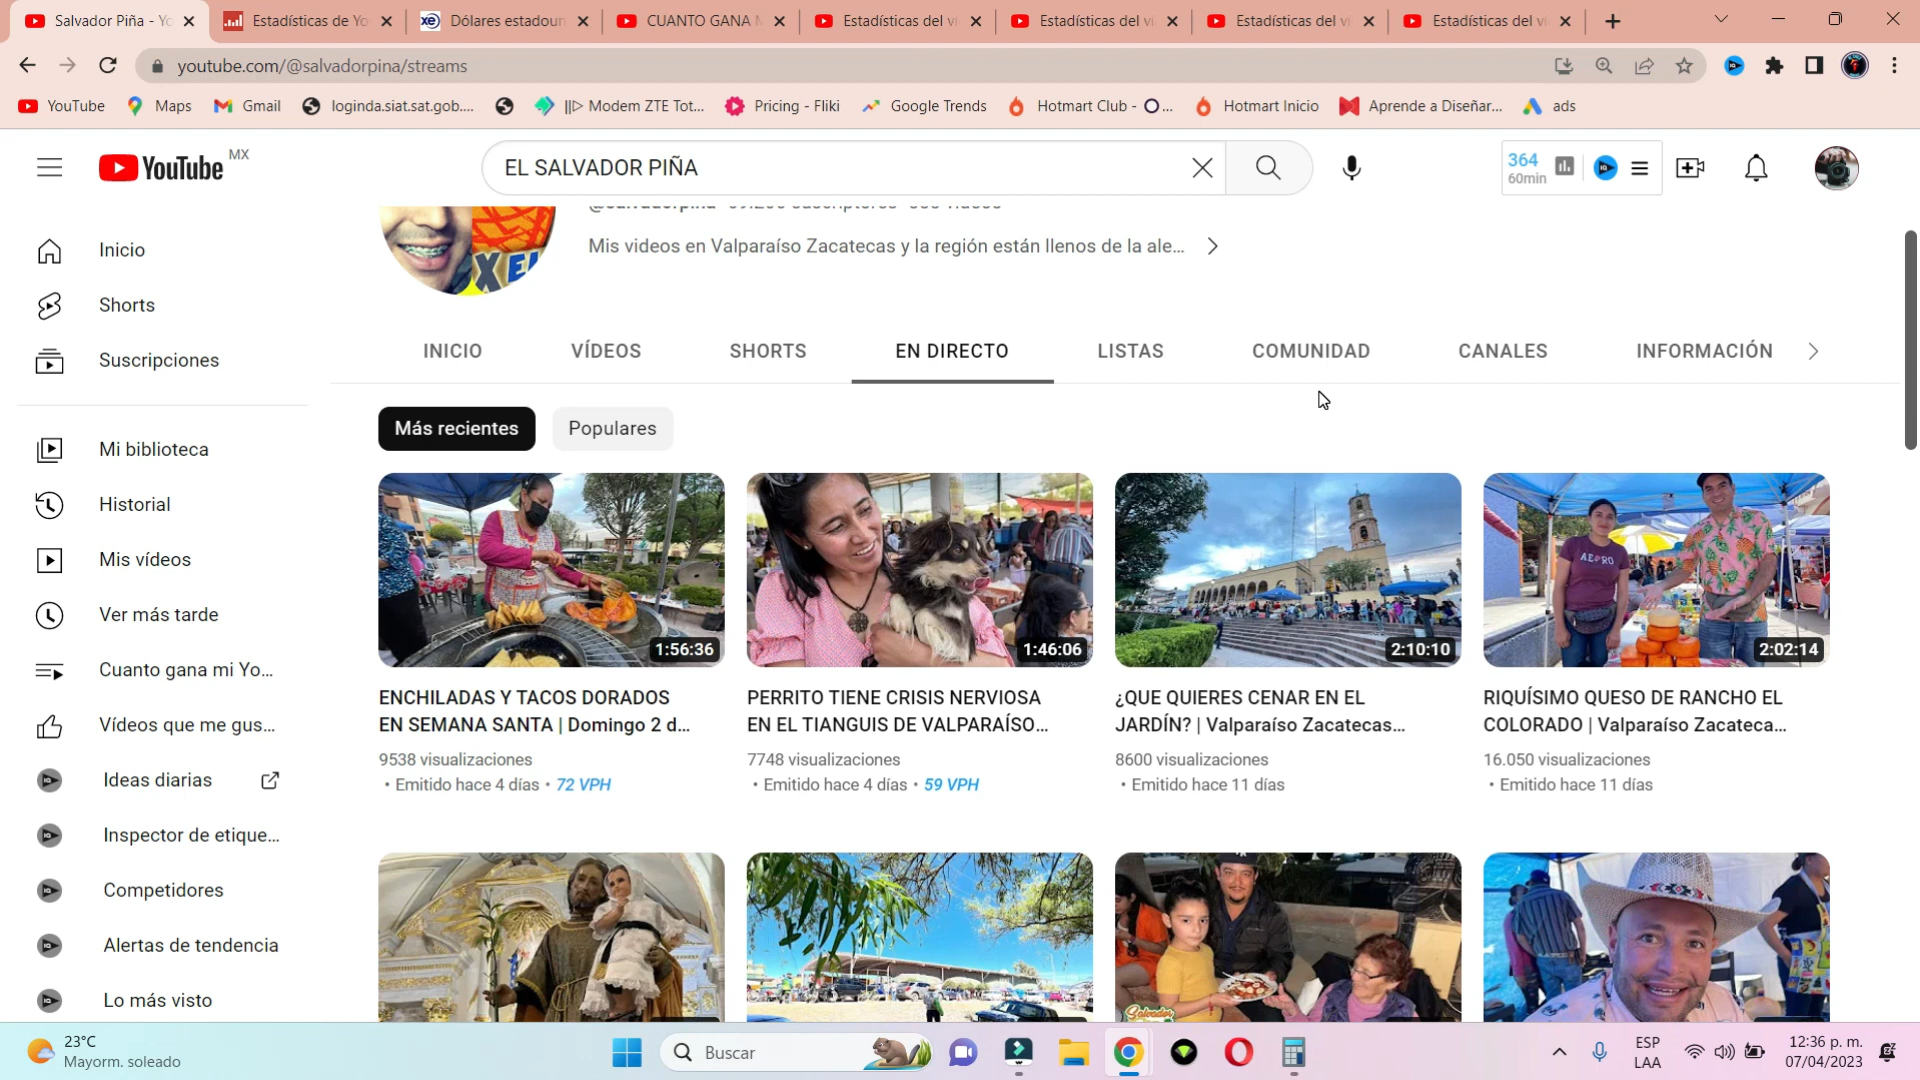 Salvador Piña - Yo
Estadísticas de Yo
xe
Dólares estadoun
CUANTO GANA
Estadísticas del vi
Estadísticas del vi
Estadísticas del vi
Estadísticas del vi
youtube.com/@salvadorpina/streams
YouTube
Maps
Gmail
loginda.siat.sat.gob....
||▷ Modem ZTE Tot...
Pricing - Fliki
Google Trends
Hotmart Club - ...
Hotmart Inicio
Aprende a Diseñar...
ads
YouTube MX
EL SALVADOR PIÑA
364
60min
Mis videos en Valparaíso Zacatecas y la región están llenos de la ale...
Inicio
Shorts
Suscripciones
Mi biblioteca
Historial
Mis vídeos
Ver más tarde
Cuanto gana mi Yo...
Vídeos que me gus...
Ideas diarias
Inspector de etique...
Competidores
Alertas de tendencia
Lo más visto
INICIO
VÍDEOS
SHORTS
EN DIRECTO
LISTAS
COMUNIDAD
CANALES
INFORMACIÓN
Más recientes
Populares
1:56:36
1:46:06
2:10:10
AERO
2:02:14
ENCHILADAS Y TACOS DORADOS
EN SEMANA SANTA | Domingo 2 d...
9538 visualizaciones
• Emitido hace 4 días • 72 VPH
PERRITO TIENE CRISIS NERVIOSA
EN EL TIANGUIS DE VALPARAÍSO...
7748 visualizaciones
• Emitido hace 4 días • 59 VPH
¿QUE QUIERES CENAR EN EL
JARDÍN? | Valparaíso Zacatecas...
8600 visualizaciones
• Emitido hace 11 días
RIQUÍSIMO QUESO DE RANCHO EL
COLORADO | Valparaíso Zacateca...
16.050 visualizaciones
• Emitido hace 11 días
Salvador
23°C
Mayorm. soleado
Buscar
ESP
LAA
12:36 p. m.
07/04/2023